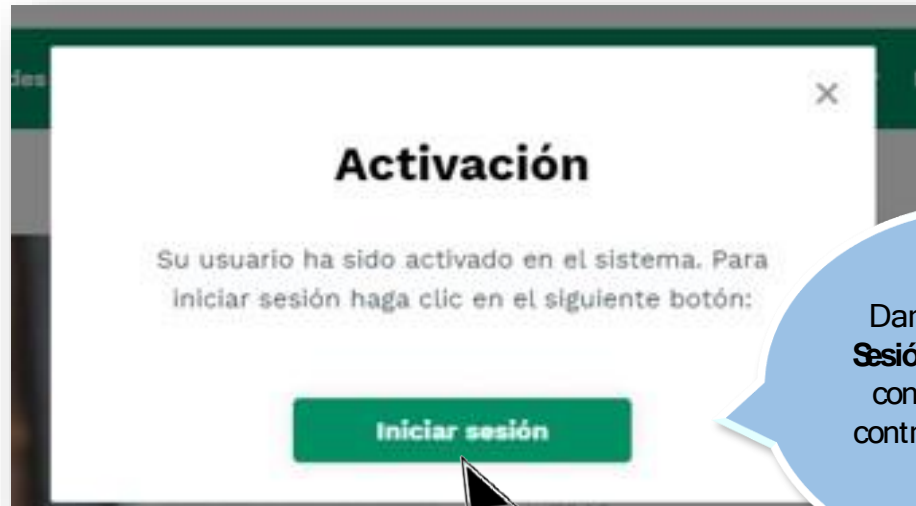 des
×
Activación
Su usuario ha sido activado en el sistema. Para
iniciar sesión haga clic en el siguiente botón:
Iniciar sesión
Dar
Sesió
con
contr